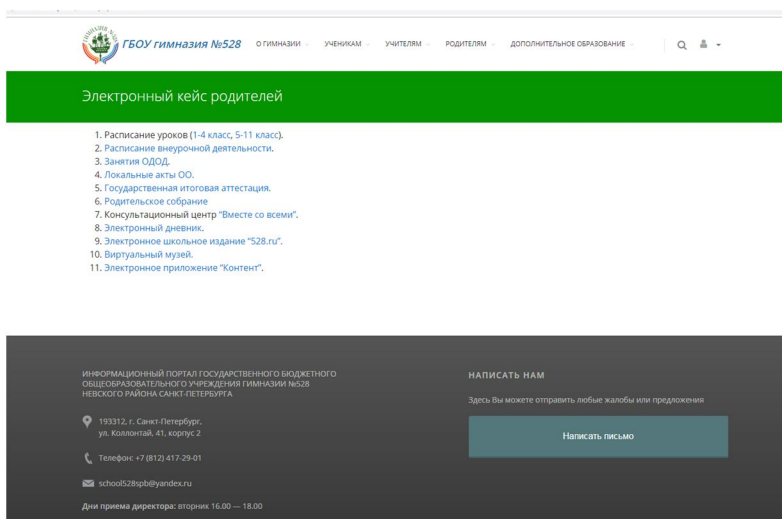 ГБОУ гимназия №528
О ГИМНАЗИИ
УЧЕНИКАМ
УЧИТЕЛЯМ
РОДИТЕЛЯМ
ДОПОЛНИТЕЛЬНОЕ ОБРАЗОВАНИЕ
Электронный кейс родителей
1. Расписание уроков (1-4 класс, 5-11 класс).
2. Расписание внеурочной деятельности.
3. Занятия ОДОД.
4. Локальные акты ОО.
5. Государственная итоговая аттестация.
6. Родительское собрание
7. Консультационный центр "Вместе со всеми".
8. Электронный дневник.
9. Электронное школьное издание "528.ru".
10. Виртуальный музей.
11. Электронное приложение "Контент".
ИНФОРМАЦИОННЫЙ ПОРТАЛ ГОСУДАРСТВЕННОГО БЮДЖЕТНОГО
ОБЩЕОБРАЗОВАТЕЛЬНОГО УЧРЕЖДЕНИЯ ГИМНАЗИИ №528
НЕВСКОГО РАЙОНА САНКТ-ПЕТЕРБУРГА
193312, г. Санкт-Петербург,
ул. Коллонтай, 41, корпус 2
Телефон: +7 (812) 417-29-01
school528spb@yandex.ru
Дни приема директора: вторник 16.00 — 18.00
НАПИСАТЬ НАМ
Здесь Вы можете отправить любые жалобы или предложения
Написать письмо